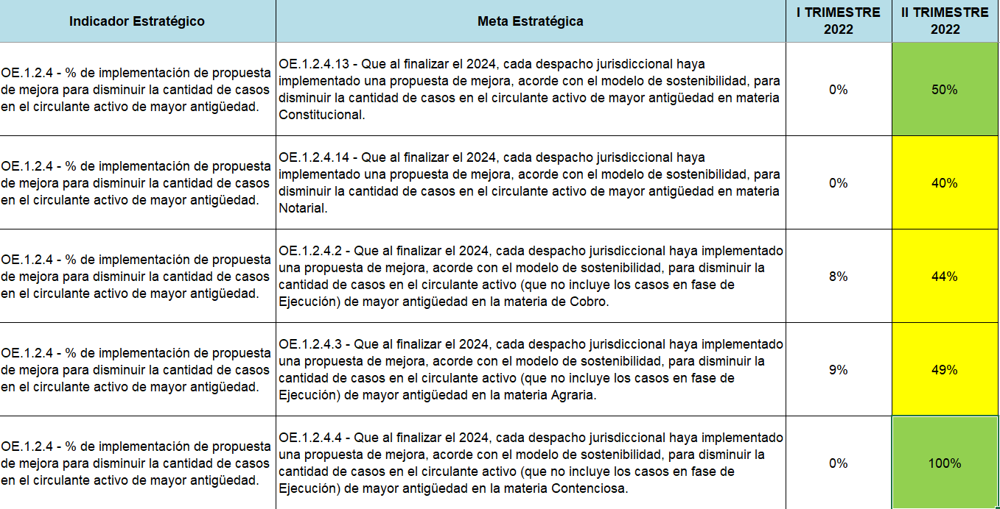 Indicador Estratégico
Meta Estratégica
I TRIMESTRE
2022
II TRIMESTRE
2022
OE.1.2.4 - % de implementación de propuesta
de mejora para disminuir la cantidad de casos
en el circulante activo de mayor antigüedad.
OE.1.2.4.13 - Que al finalizar el 2024, cada despacho jurisdiccional haya
implementado una propuesta de mejora, acorde con el modelo de sostenibilidad, para
disminuir la cantidad de casos en el circulante activo de mayor antigüedad en materia
Constitucional.
0%
50%
OE.1.2.4 - % de implementación de propuesta
de mejora para disminuir la cantidad de casos
en el circulante activo de mayor antigüedad.
OE.1.2.4.14 - Que al finalizar el 2024, cada despacho jurisdiccional haya
implementado una propuesta de mejora, acorde con el modelo de sostenibilidad, para
disminuir la cantidad de casos en el circulante activo de mayor antigüedad en materia
Notarial.
0%
40%
OE.1.2.4 - % de implementación de propuesta
de mejora para disminuir la cantidad de casos
en el circulante activo de mayor antigüedad.
OE.1.2.4.2 - Que al finalizar el 2024, cada despacho jurisdiccional haya implementado
una propuesta de mejora, acorde con el modelo de sostenibilidad, para disminuir la
cantidad de casos en el circulante activo (que no incluye los casos en fase de
Ejecución) de mayor antigüedad en la materia de Cobro.
8%
44%
OE.1.2.4 - % de implementación de propuesta
de mejora para disminuir la cantidad de casos
en el circulante activo de mayor antigüedad.
OE.1.2.4.3 - Que al finalizar el 2024, cada despacho jurisdiccional haya implementado
una propuesta de mejora, acorde con el modelo de sostenibilidad, para disminuir la
cantidad de casos en el circulante activo (que no incluye los casos en fase de
Ejecución) de mayor antigüedad en la materia Agraria.
9%
49%
OE.1.2.4 - % de implementación de propuesta
de mejora para disminuir la cantidad de casos
en el circulante activo de mayor antigüedad.
OE.1.2.4.4 - Que al finalizar el 2024, cada despacho jurisdiccional haya implementado
una propuesta de mejora, acorde con el modelo de sostenibilidad, para disminuir la
cantidad de casos en el circulante activo (que no incluye los casos en fase de
Ejecución) de mayor antigüedad en la materia Contenciosa.
0%
100%